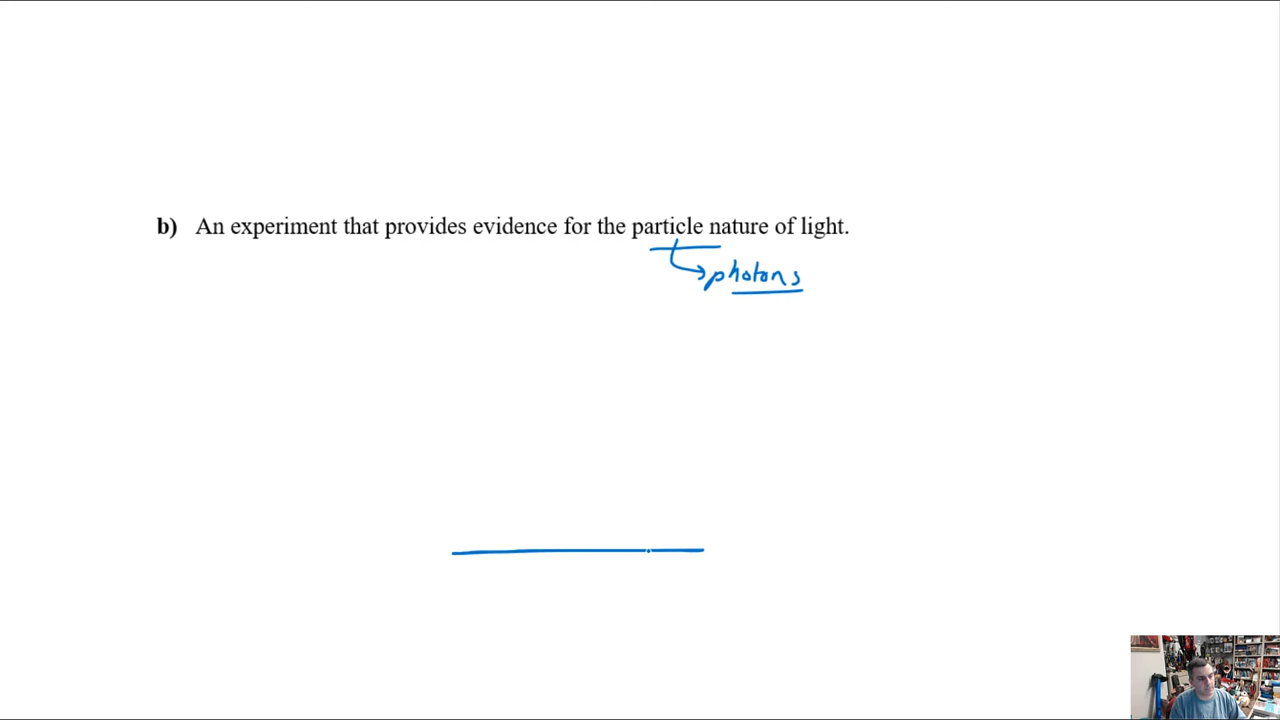 b) An experiment that provides evidence for the particle nature of light.
photons